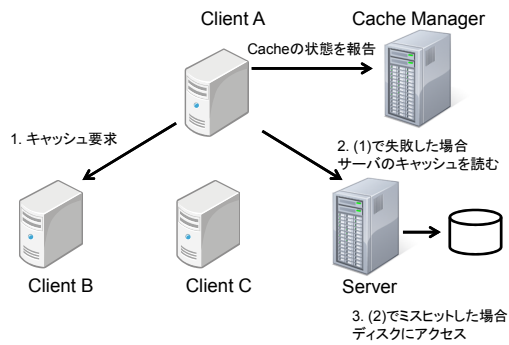 Client A
Cache Manager
Cacheの状態を報告
1. キャッシュ要求
2. (1)で失敗した場合
サーバのキャッシュを読む
Client B
Client C
Server
3. (2)でミスヒットした場合
ディスクにアクセス